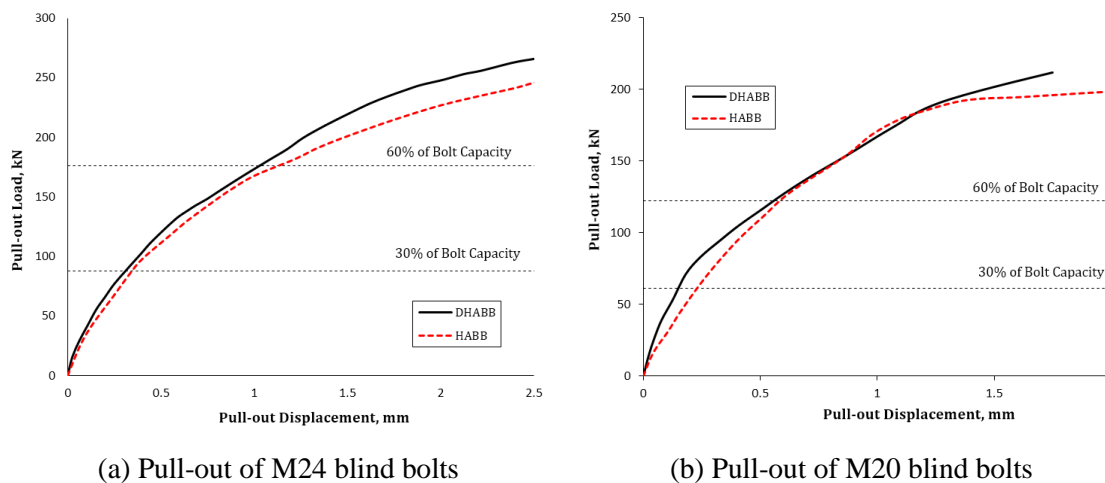 300
250
200
150
100
50
0
Pull-out Load, kN
60% of Bolt Capacity
30% of Bolt Capacity
DHABB
HABB
0 0.5 1 1.5 2 2.5
Pull-out Displacement, mm
(a) Pull-out of M24 blind bolts
250
200
150
100
50
0
Pull-out Load, kN
DHABB
HABB
60% of Bolt Capacity
30% of Bolt Capacity
0 0.5 1 1.5
Pull-out Displacement, mm
(b) Pull-out of M20 blind bolts